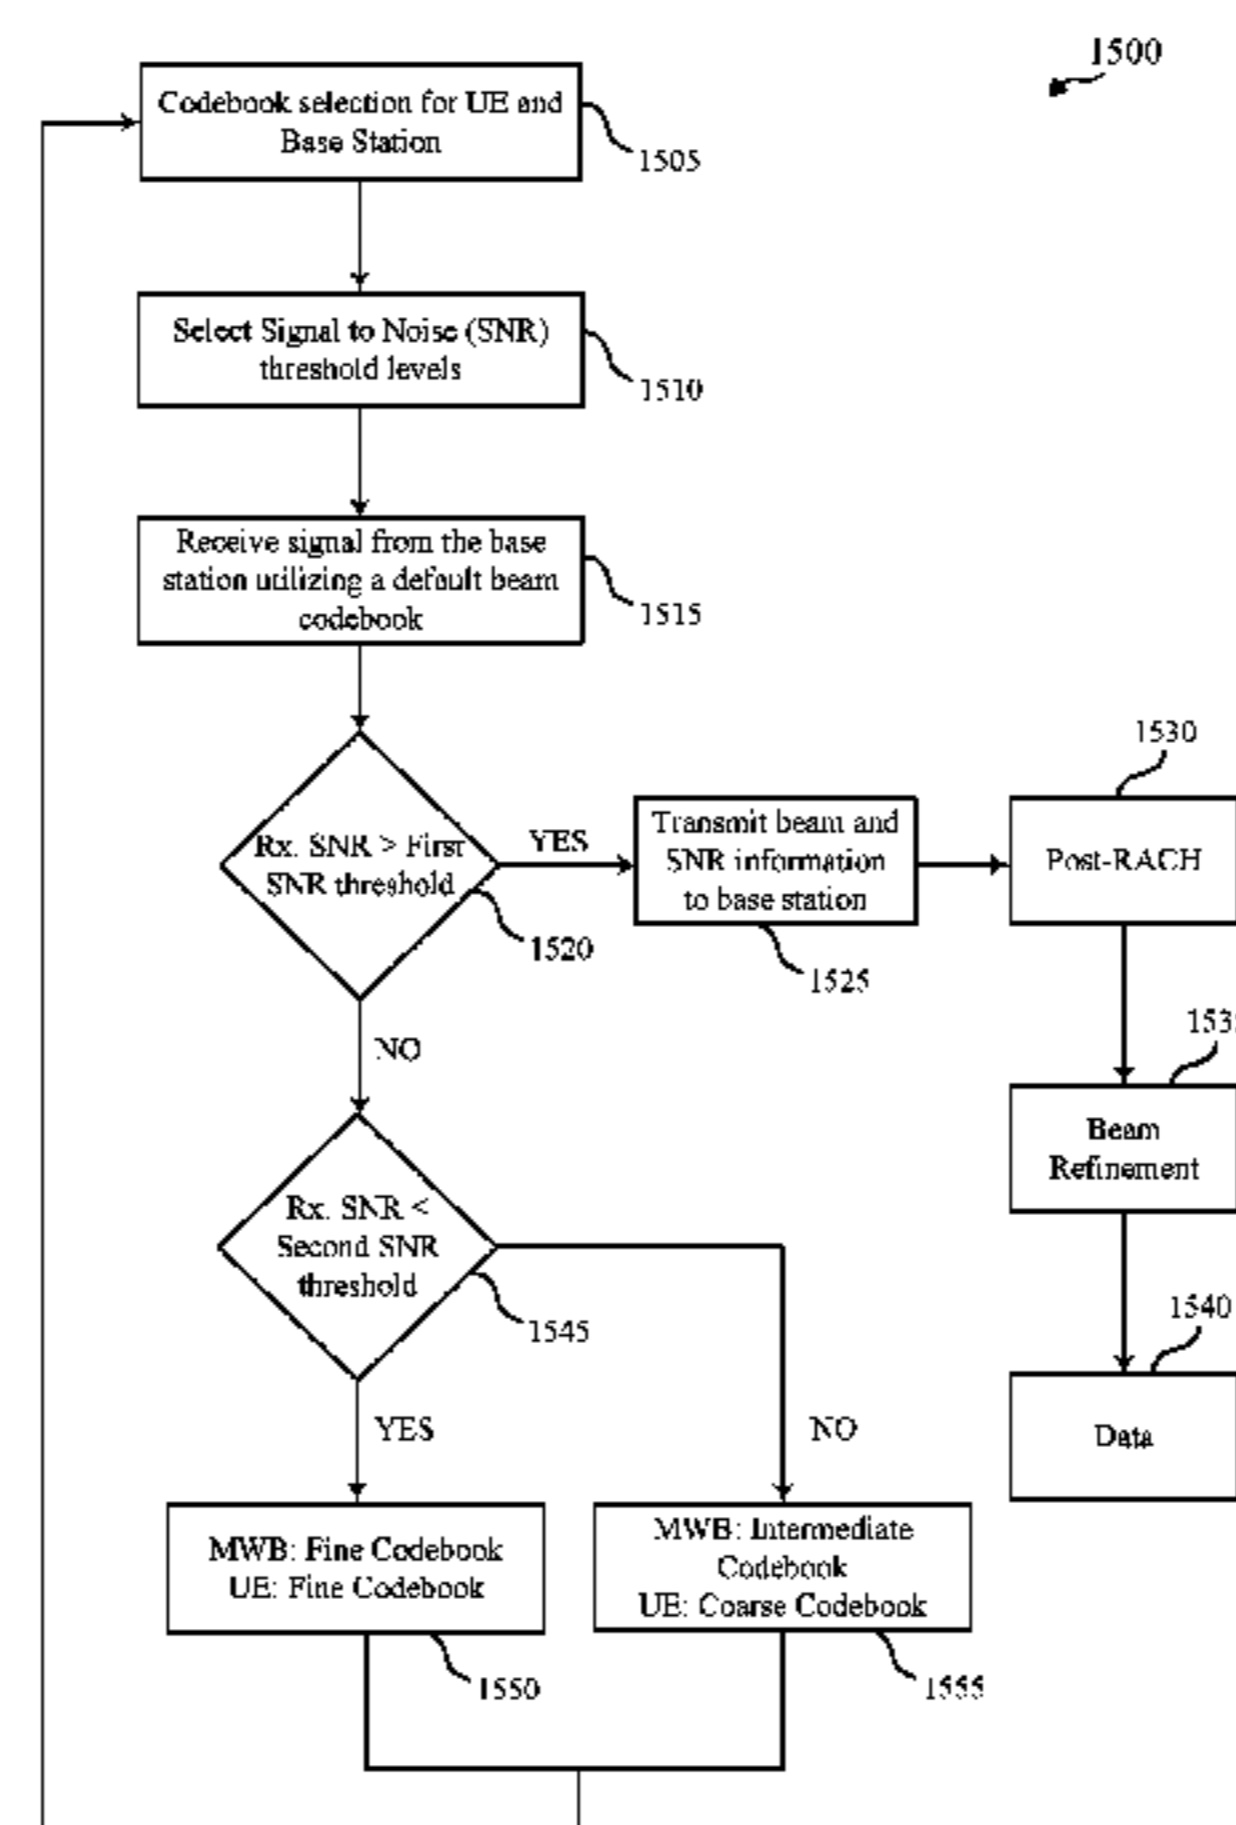 1500
Codebook selection for UE and
Base Station
1505
Select Signal to Noise (SNR)
threshold levels
1510
Receive signal from the base
station utilizing a default beam
codebook
1515
Rx. SNR > First
SNR threshold
1520
YES
Transmit beam and
SNR information
to base station
1525
1530
Post-RACH
NO
Beam
Refinement
Rx. SNR <
Second SNR
threshold
1545
1540
Data
YES
NO
MWB: Fine Codebook
UE: Fine Codebook
1550
MWB: Intermediate
Codebook
UE: Coarse Codebook
1555